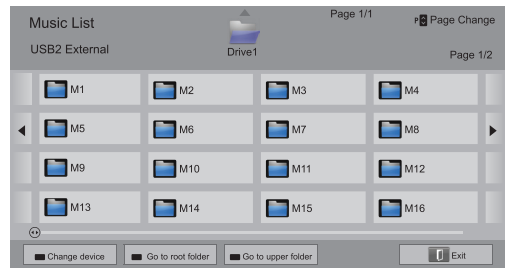 Music List
Page 1/1
P Page Change
USB2 External
Drive1
Page 1/2
M1
M2
M3
M4
M5
M6
M7
M8
M9
M10
M11
M12
M13
M14
M15
M16
Change device
Go to root folder
Go to upper folder
Exit